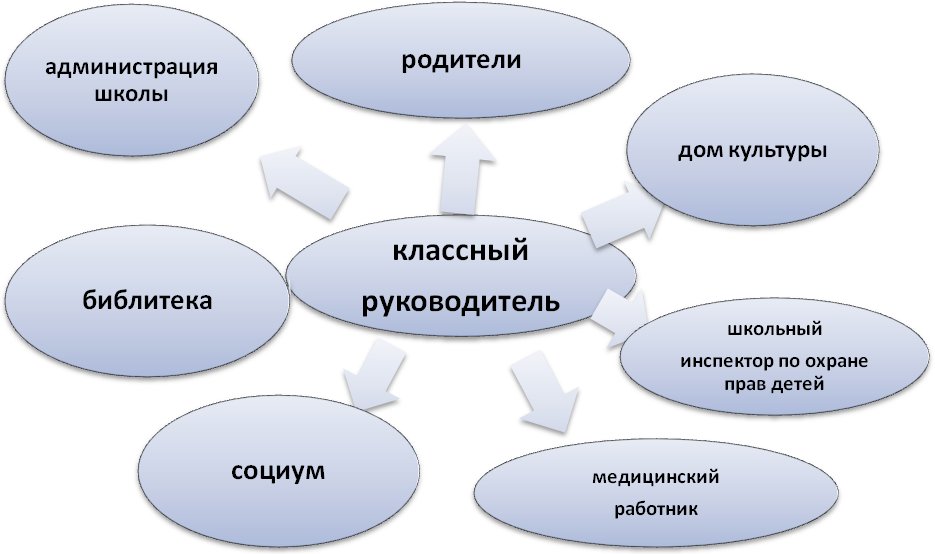 администрация
школы
родители
дом культуры
классный
руководитель
библитека
школьный
инспектор по охране
прав детей
социум
медицинский
работник